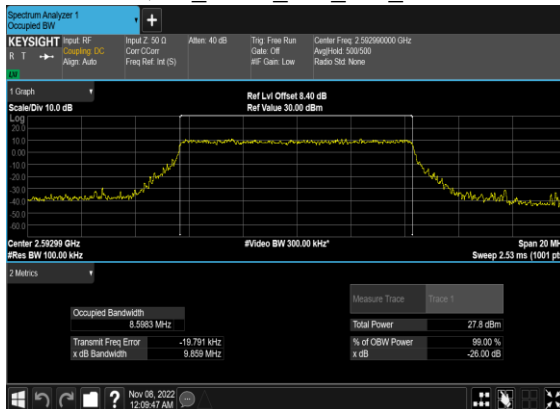 Spectrum Analyzer 1
Occupied BW
KEYSIGHT
R T
LXI
Input: RF
Coupling: DC
Align: Auto
Input Z: 50 Ω
Corr CCorr
Freq Ref: Int (S)
Atten: 40 dB
Trig: Free Run
Gate: Off
#IF Gain: Low
Center Freq: 2.592990000 GHz
Avg|Hold: 500/500
Radio Std: None
1 Graph
Scale/Div 10.0 dB
Ref Lvl Offset 8.40 dB
Ref Value 30.00 dBm
Log
20.0
10.0
0.00
-10.0
-20.0
-30.0
-40.0
-50.0
-60.0
Center 2.59299 GHz
#Video BW 300.00 kHz*
Span 20 MH
#Res BW 100.00 kHz
Sweep 2.53 ms (1001 pt
2 Metrics
Measure Trace
Trace 1
Occupied Bandwidth
8.5983 MHz
Total Power
27.8 dBm
Transmit Freq Error
-19.791 kHz
% of OBW Power
99.00 %
x dB Bandwidth
9.859 MHz
x dB
-26.00 dB
Nov 08, 2022
12:09:47 AM